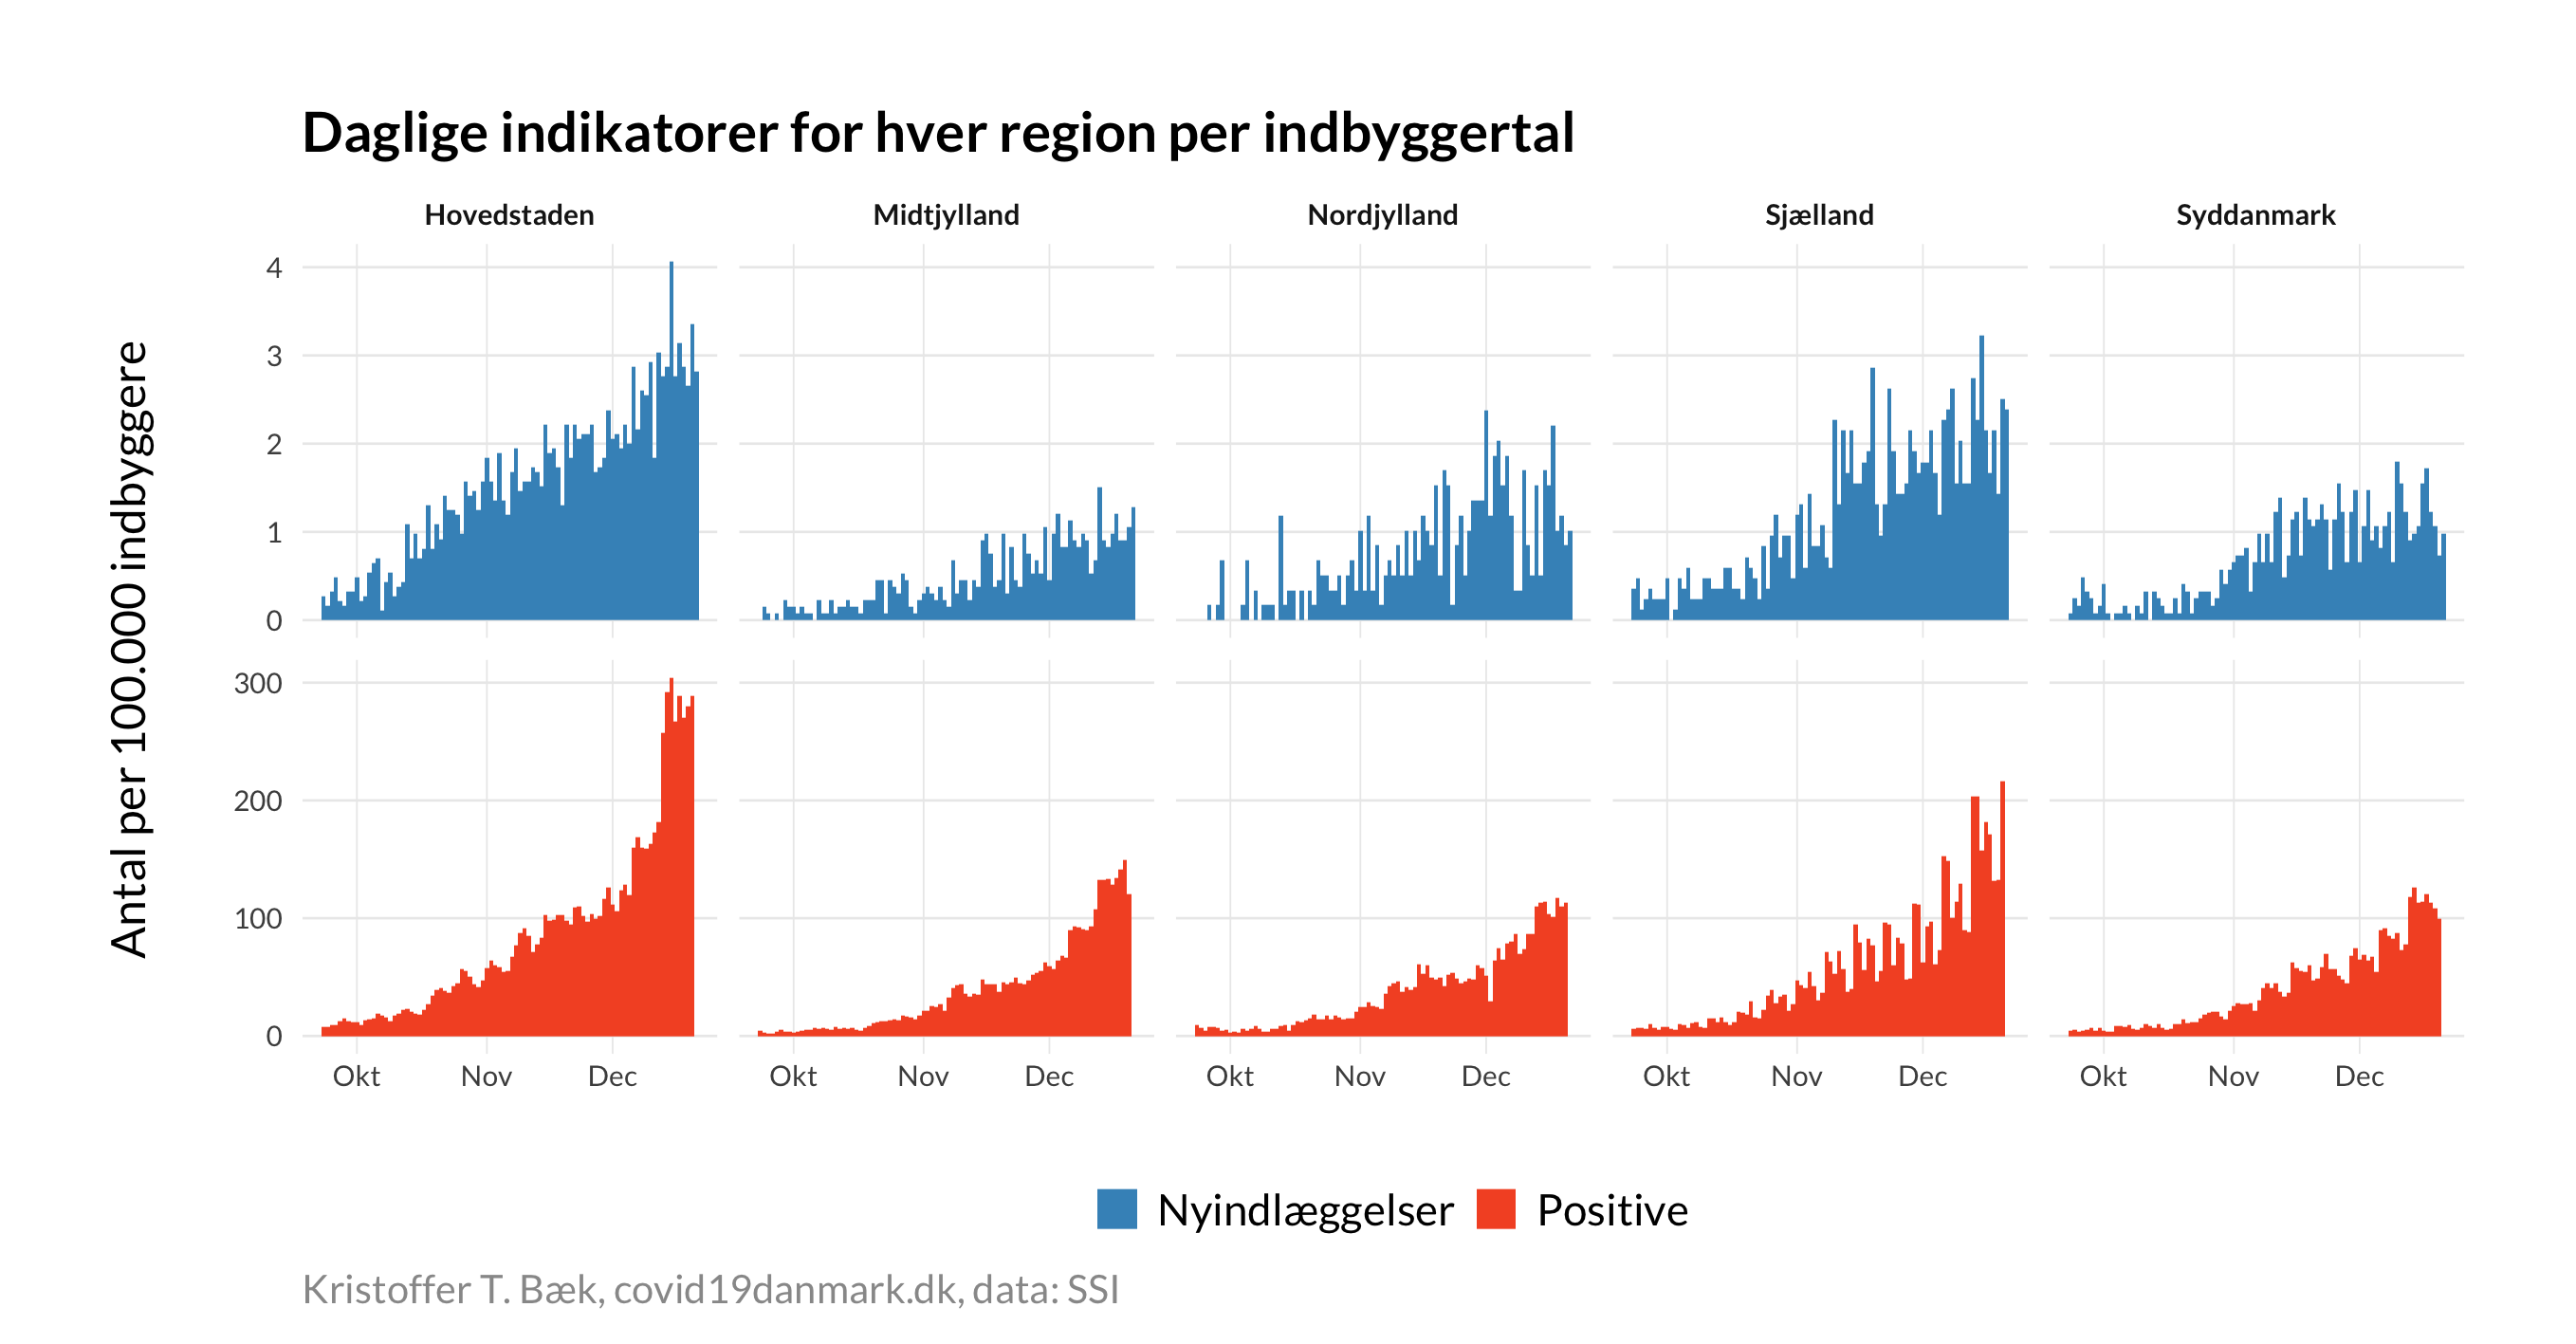 Daglige indikatorer for hver region per indbyggertal
Hovedstaden Midtjylland Nordjylland Sjælland Syddanmark
Antal per 100.000 indbyggere
4
3
2
1
0
300
200
100
0
Okt Nov Dec Okt Nov Dec Okt Nov Dec Okt Nov Dec Okt Nov Dec
Nyindlæggelser Positive
Kristoffer T. Bæk, covid19danmark.dk, data: SSI